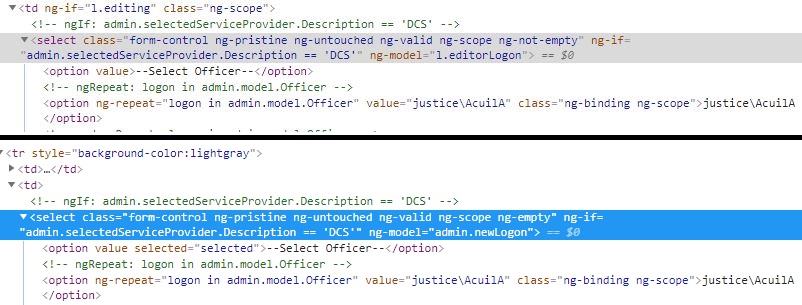 ▼<td ng-if="l.editing" class="ng-scope">
<!-- ngIf: admin.selectedServiceProvider.Description == 'DCS' -->
▼<select class="form-control ng-pristine ng-untouched ng-valid ng-scope ng-not-empty" ng-if=
"admin.selectedServiceProvider.Description == 'DCS'" ng-model="l.editorLogon"> == $0
<option value>--Select Officer--</option>
<!-- ngRepeat: logon in admin.model.Officer -->
<option ng-repeat="logon in admin.model.Officer" value="justice\AcuilA" class="ng-binding ng-scope">justice\AcuilA
</option>
▼<tr style="background-color:lightgray">
▶<td>…</td>
▼<td>
<!-- ngIf: admin.selectedServiceProvider.Description == 'DCS' -->
▼<select class="form-control ng-pristine ng-untouched ng-valid ng-scope ng-empty" ng-if=
"admin.selectedServiceProvider.Description == 'DCS'" ng-model="admin.newLogon"> == $0
<option value selected="selected">--Select Officer--</option>
<!-- ngRepeat: logon in admin.model.Officer -->
<option ng-repeat="logon in admin.model.Officer" value="justice\AcuilA" class="ng-binding ng-scope">justice\AcuilA
</option>